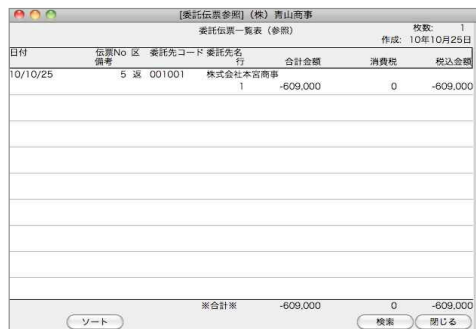 [委託伝票参照] (株) 青山商事
委託伝票一覧表 (参照)
枚数: 1
作成: 10年10月25日
日付 伝票No 区 委託先コード 委託先名
備考 行 合計金額 消費税 税込金額
10/10/25 5 返 001001 株式会社本宮商事
1 -609,000 0 -609,000
※合計※ -609,000 0 -609,000
ソート 検索 閉じる